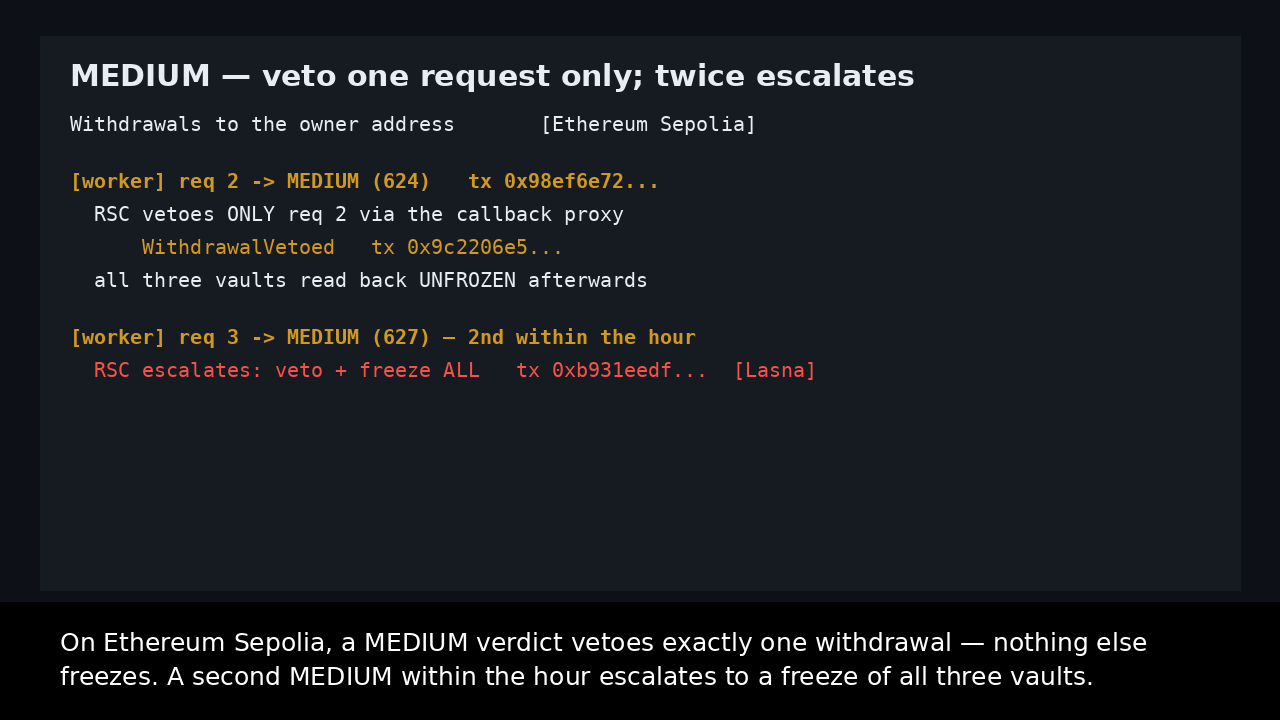 MEDIUM — veto one request only; twice escalates
Withdrawals to the owner address [Ethereum Sepolia]
[worker] req 2 -> MEDIUM (624) tx 0x98ef6e72...
RSC vetoes ONLY req 2 via the callback proxy
WithdrawalVetoed tx 0x9c2206e5...
all three vaults read back UNFROZEN afterwards
[worker] req 3 -> MEDIUM (627) — 2nd within the hour
RSC escalates: veto + freeze ALL tx 0xb931eedf... [Lasna]
On Ethereum Sepolia, a MEDIUM verdict vetoes exactly one withdrawal — nothing else
freezes. A second MEDIUM within the hour escalates to a freeze of all three vaults.